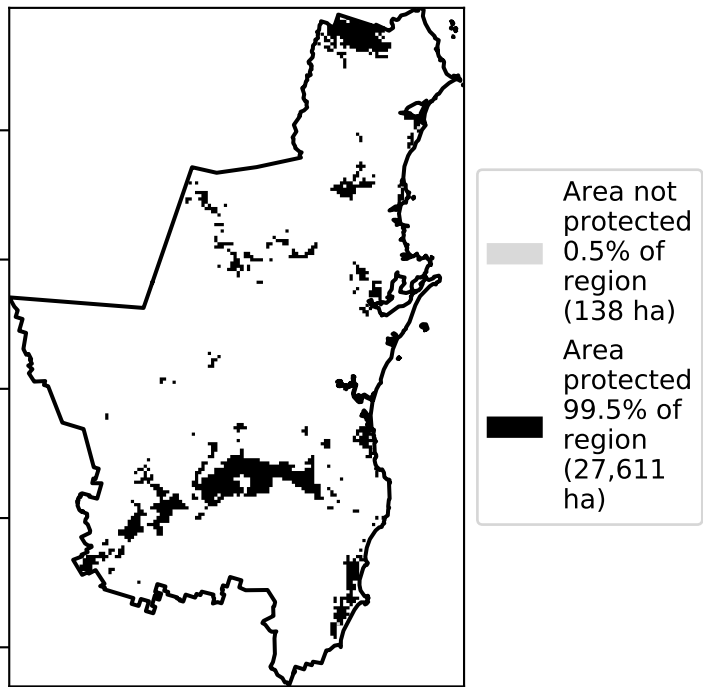 Area not
protected
0.5% of
region
(138 ha)
Area
protected
99.5% of
region
(27,611
ha)